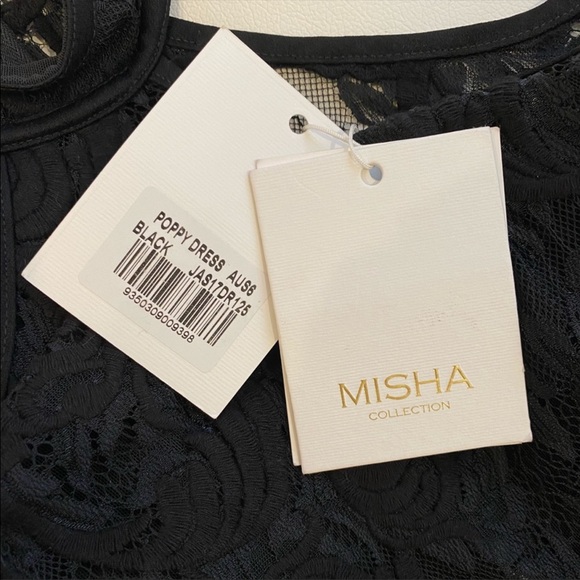 POPPY DRESS AUS6
BLACK JAS17DR125
9350309009398
MISHA
COLLECTION